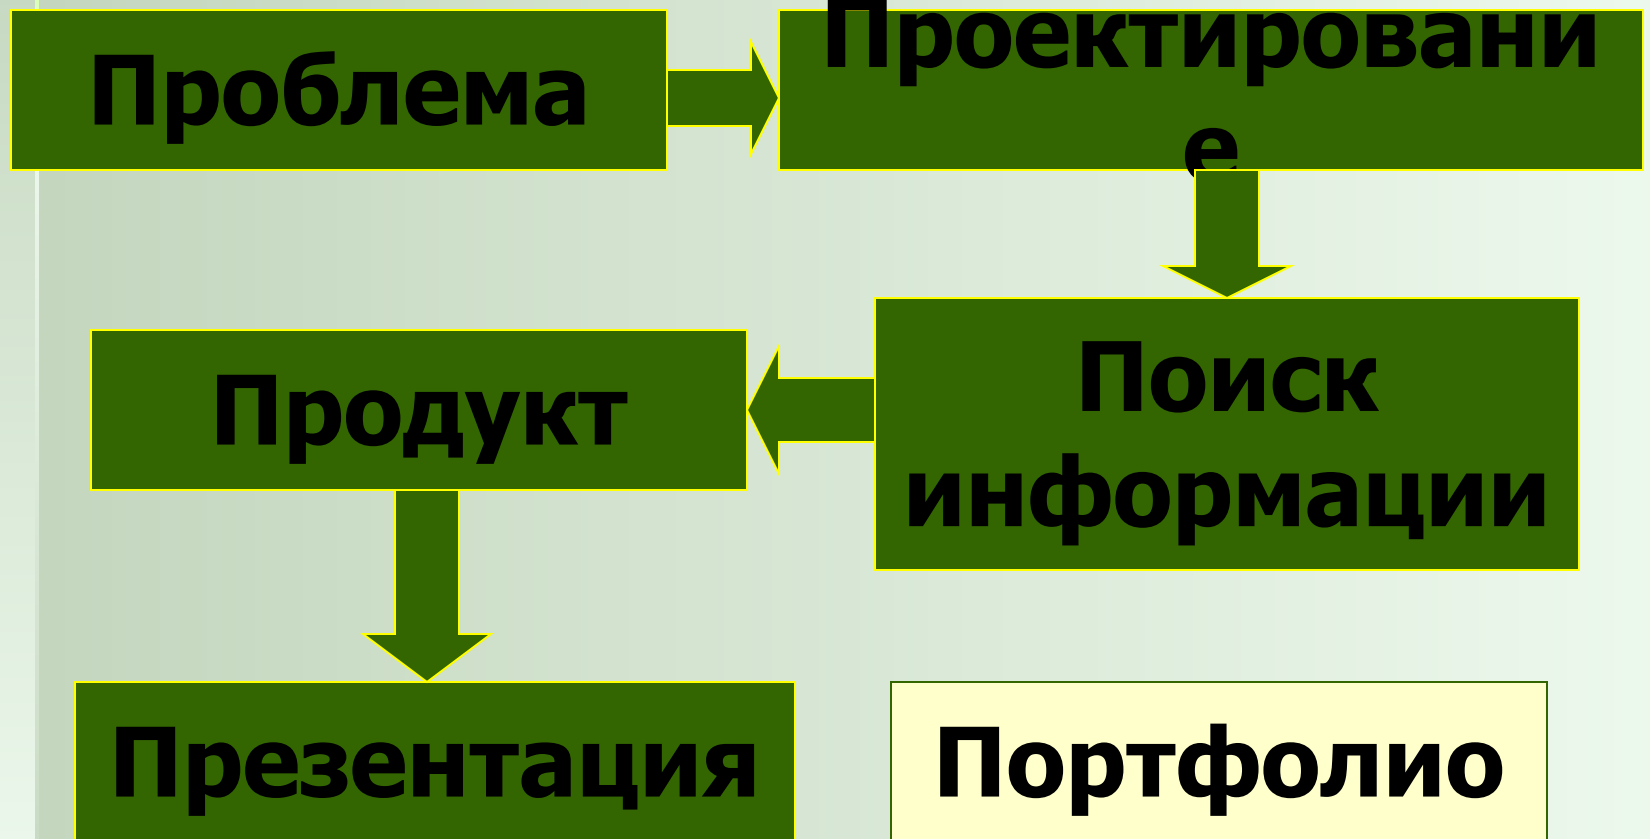 Проблема
Проектировани
е
Поиск
информации
Продукт
Презентация
Портфолио